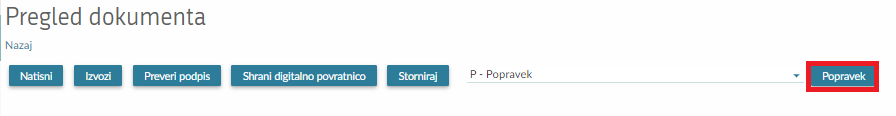 Pregled dokumenta
Nazaj
Natisni Izvozi Preveri podpis Shrani digitalno povratnico Storniraj P - Popravek Popravek